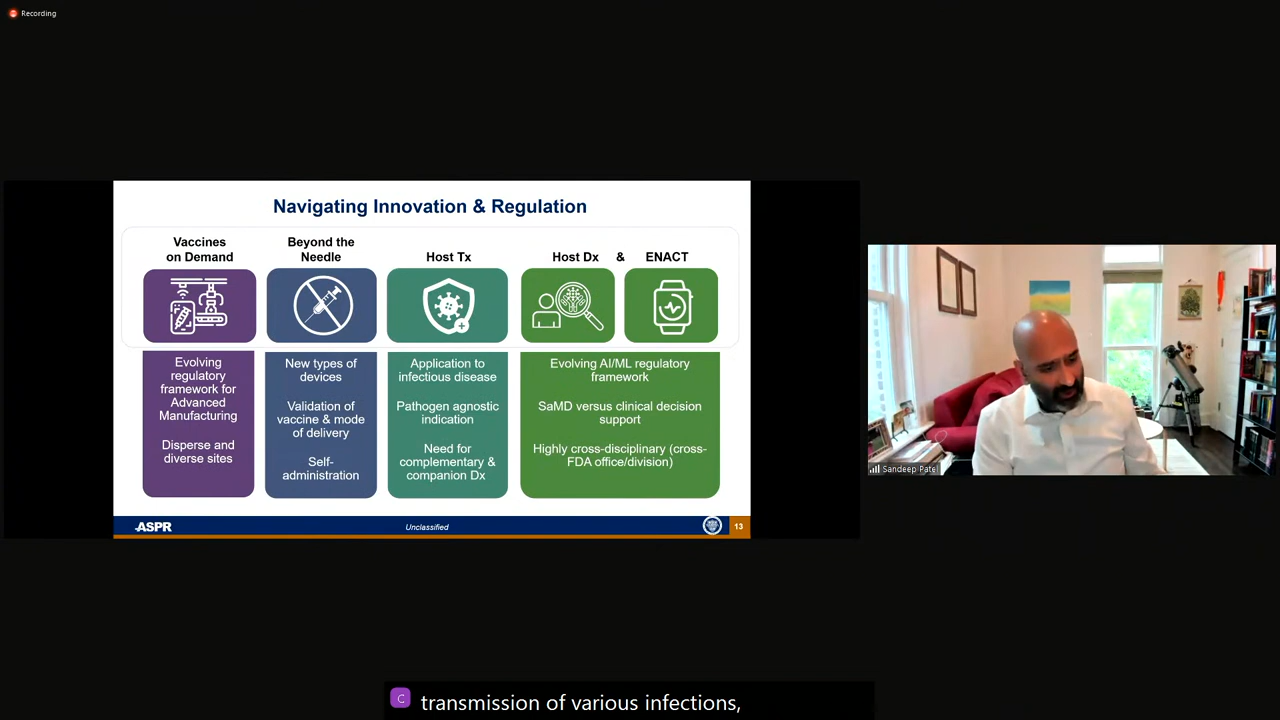 Recording
Navigating Innovation & Regulation
Vaccines
on Demand
Beyond the
Needle
Host Tx
Host Dx & ENACT
Evolving
regulatory
framework for
Advanced
Manufacturing
Disperse and
diverse sites
New types of
devices
Validation of
vaccine & mode
of delivery
Self-
administration
Application to
infectious disease
Pathogen agnostic
indication
Need for
complementary &
companion Dx
Evolving AI/ML regulatory
framework
SaMD versus clinical decision
support
Highly cross-disciplinary (cross-
FDA office/division)
ASPR
Unclassified
13
Sandeep Patel
C
transmission of various infections,